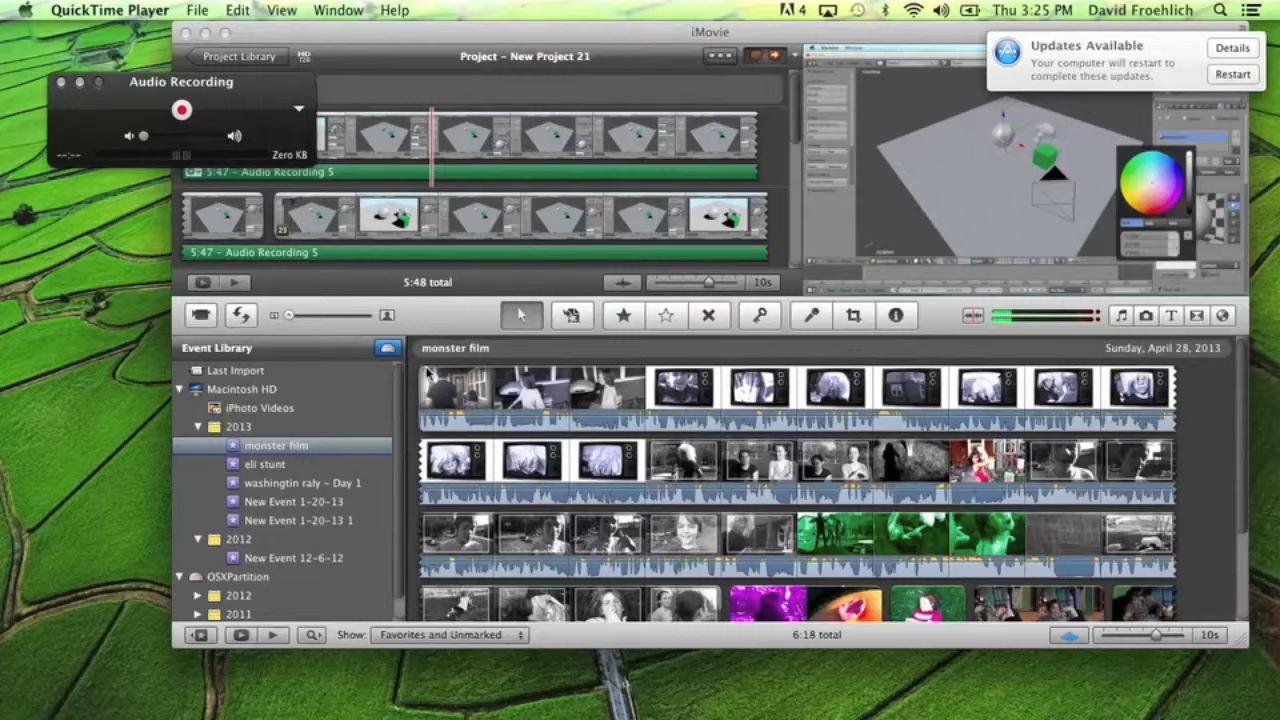 QuickTime Player File Edit View Window Help 4 Thu 3:25 PM David Froehlich
iMovie
Project Library HD 720 Project - New Project 21
Updates Available
Your computer will restart to
complete these updates.
Details
Restart
Audio Recording
--:-- Zero KB
5:47 - Audio Recording 5
23
5:47 - Audio Recording 5
5:48 total 10s
Event Library
monster film Sunday, April 28, 2013
Last Import
Macintosh HD
iPhoto Videos
2013
monster film
eli stunt
washingtin raly - Day 1
New Event 1-20-13
New Event 1-20-13 1
2012
New Event 12-6-12
OSXPartition
2012
2011
Show: Favorites and Unmarked 6:18 total 10s